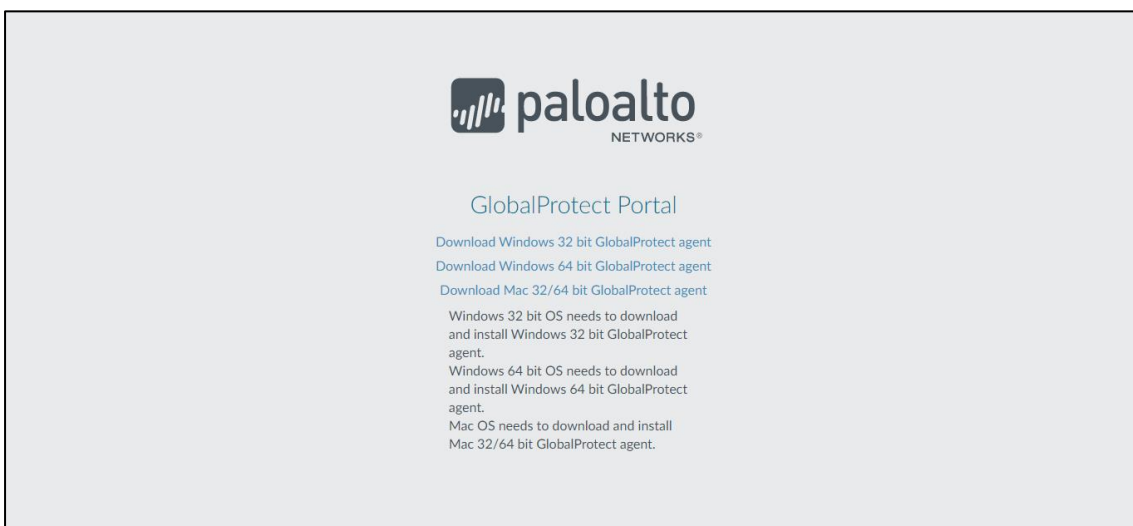 paloalto
NETWORKS®
GlobalProtect Portal
Download Windows 32 bit GlobalProtect agent
Download Windows 64 bit GlobalProtect agent
Download Mac 32/64 bit GlobalProtect agent
Windows 32 bit OS needs to download
and install Windows 32 bit GlobalProtect
agent.
Windows 64 bit OS needs to download
and install Windows 64 bit GlobalProtect
agent.
Mac OS needs to download and install
Mac 32/64 bit GlobalProtect agent.